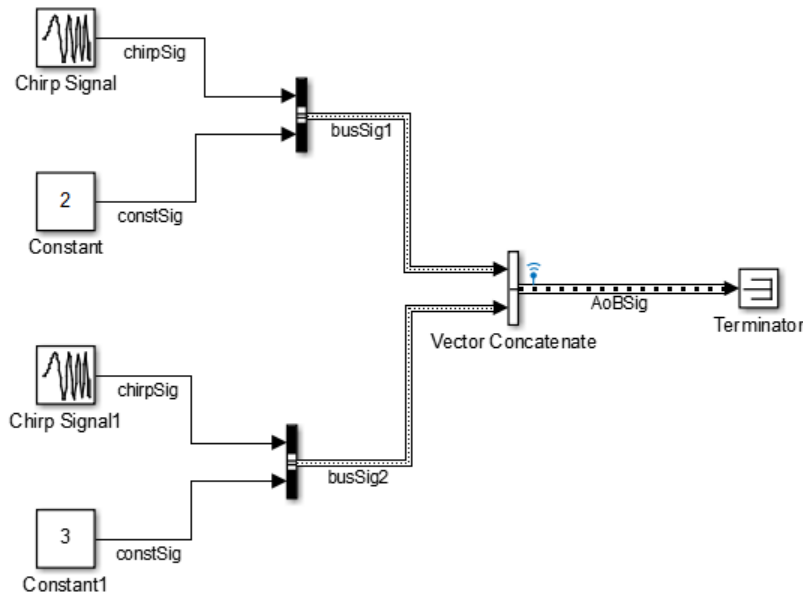 chirpSig
Chirp Signal
busSig1
2
constSig
Constant
AoBSig
Vector Concatenate
Terminator
chirpSig
Chirp Signal1
busSig2
3
constSig
Constant1